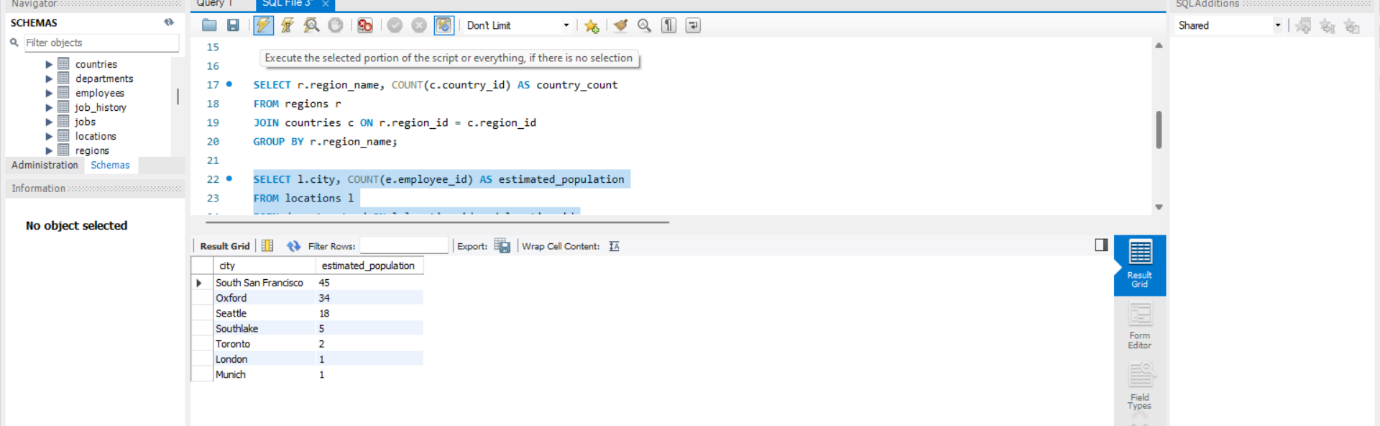 Navigator
Query 1
SQL File 3*
SQLAdditions
SCHEMAS
Filter objects
countries
departments
employees
job_history
jobs
locations
regions
Administration
Schemas
Information
No object selected
Don't Limit
Execute the selected portion of the script or everything, if there is no selection
15
16
17 SELECT r.region_name, COUNT(c.country_id) AS country_count
18 FROM regions r
19 JOIN countries c ON r.region_id = c.region_id
20 GROUP BY r.region_name;
21
22 SELECT l.city, COUNT(e.employee_id) AS estimated_population
23 FROM locations l
Result Grid
Filter Rows:
Export:
Wrap Cell Content:
city estimated_population
South San Francisco 45
Oxford 34
Seattle 18
Southlake 5
Toronto 2
London 1
Munich 1
Result
Grid
Form
Editor
Field
Types
Shared